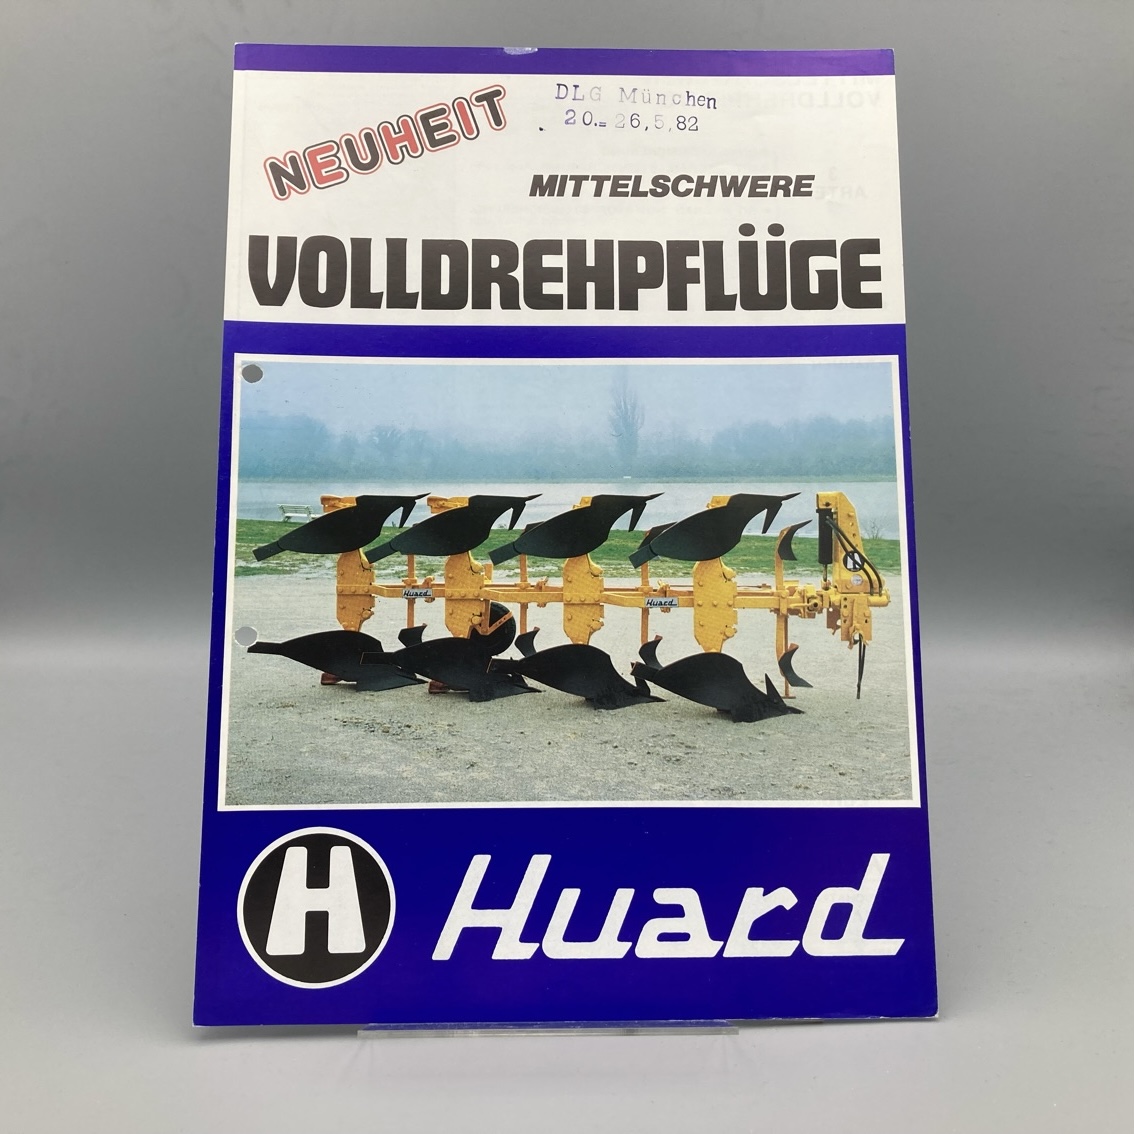 NEUHEIT
DLG München
20.=26,5,82
MITTELSCHWERE
VOLLDREHPFLÜGE
Huard
Huard
H
Huard